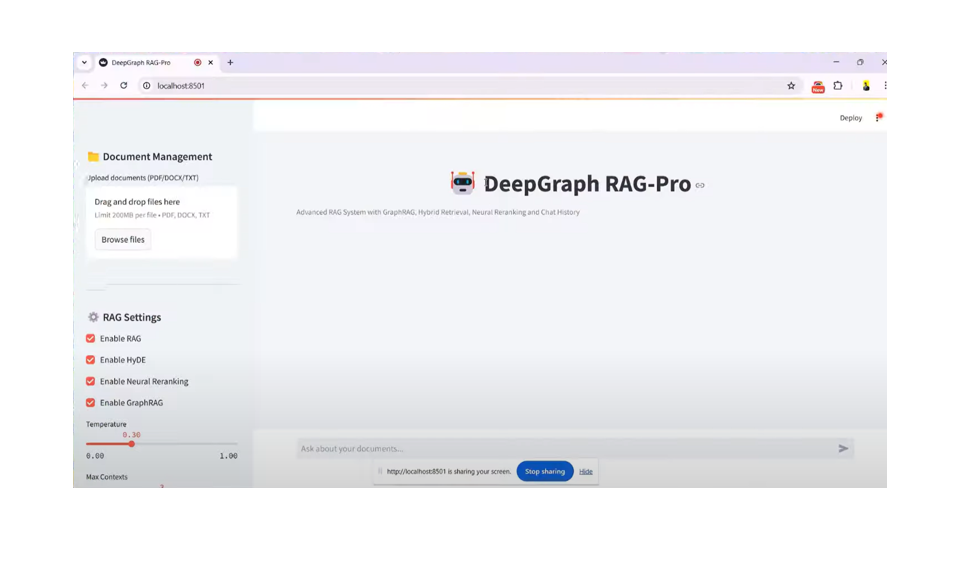 DeepGraph RAG-Pro
localhost:8501
New
Deploy
Document Management
Upload documents (PDF/DOCX/TXT)
Drag and drop files here
Limit 200MB per file • PDF, DOCX, TXT
Browse files
RAG Settings
Enable RAG
Enable HyDE
Enable Neural Reranking
Enable GraphRAG
Temperature
0.30
0.00 1.00
Max Contexts
DeepGraph RAG-Pro
Advanced RAG System with GraphRAG, Hybrid Retrieval, Neural Reranking and Chat History
Ask about your documents...
http://localhost:8501 is sharing your screen. Stop sharing Hide